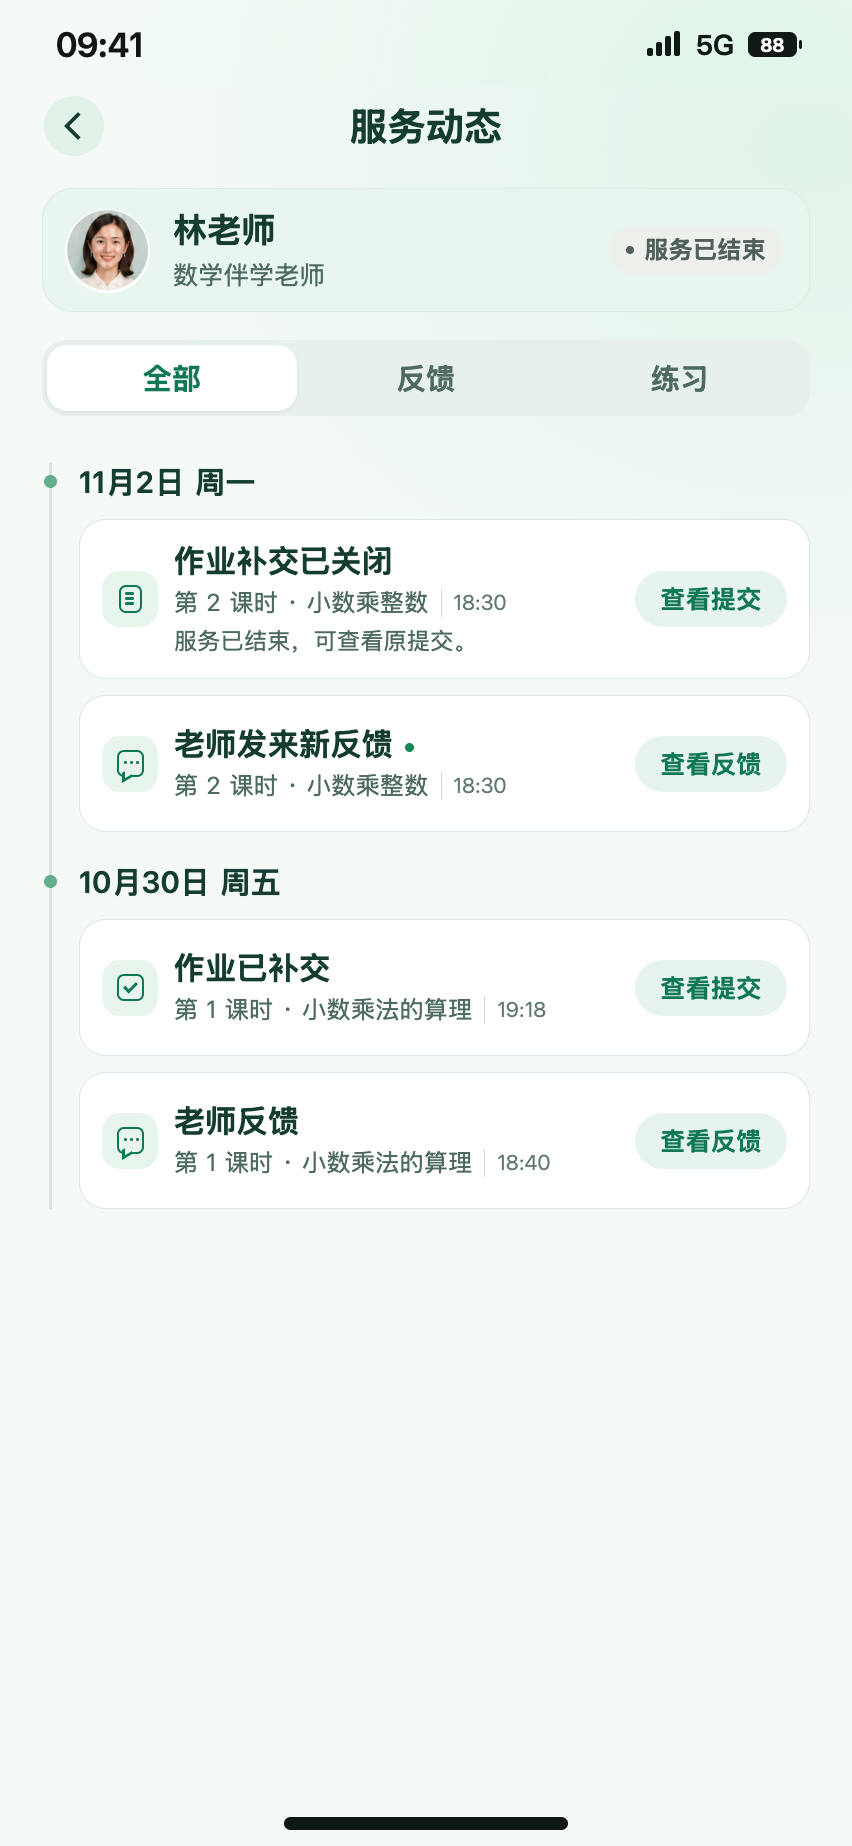 09:41
5G 88
服务动态
林老师
数学伴学老师
服务已结束
全部 反馈 练习
11月2日 周一
作业补交已关闭
第 2 课时 · 小数乘整数 18:30
服务已结束，可查看原提交。
查看提交
老师发来新反馈
第 2 课时 · 小数乘整数 18:30
查看反馈
10月30日 周五
作业已补交
第 1 课时 · 小数乘法的算理 19:18
查看提交
老师反馈
第 1 课时 · 小数乘法的算理 18:40
查看反馈